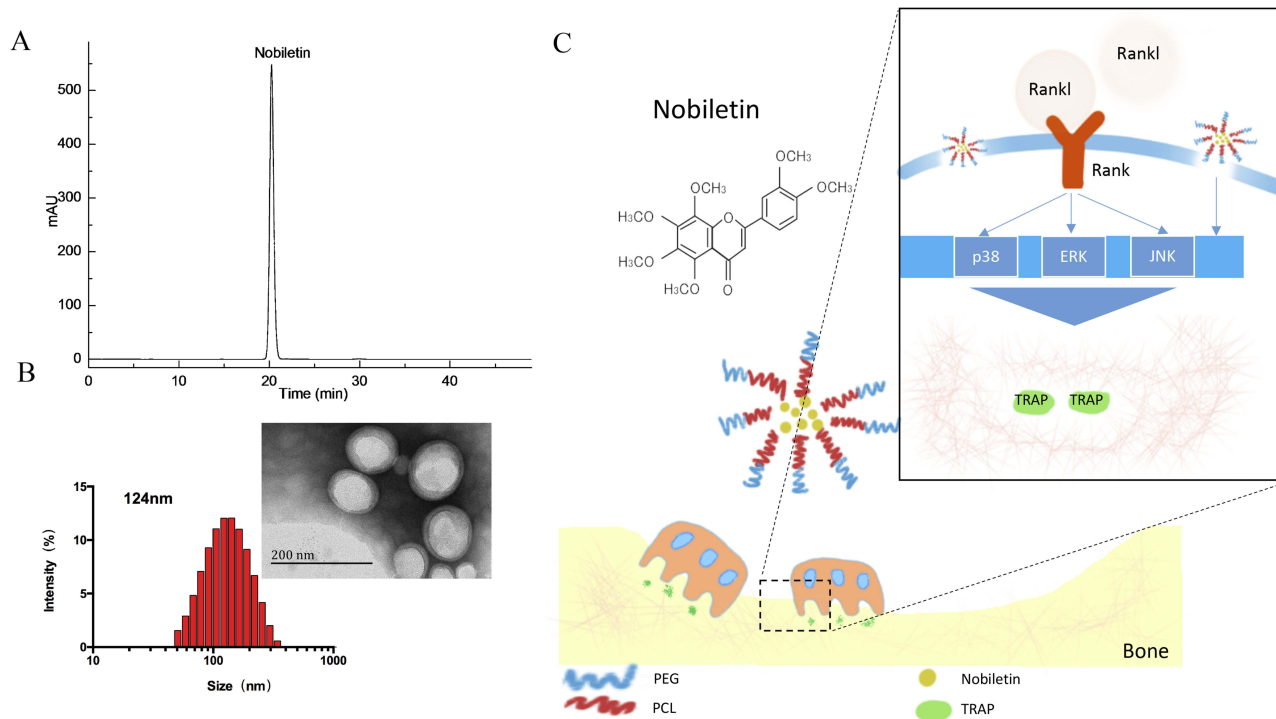 A
Nobiletin
500
400
300
200
100
0
mAU
0 10 20 30 40
Time (min)
B
124nm
15
10
5
0
Intensity (%)
10 100 1000
Size (nm)
200 nm
C
Nobiletin
OCH₃
OCH₃
OCH₃
H₃CO
H₃CO
H₃CO
O
O
Rankl
Rankl
Rank
p38 ERK JNK
TRAP TRAP
Bone
PEG
PCL
Nobiletin
TRAP